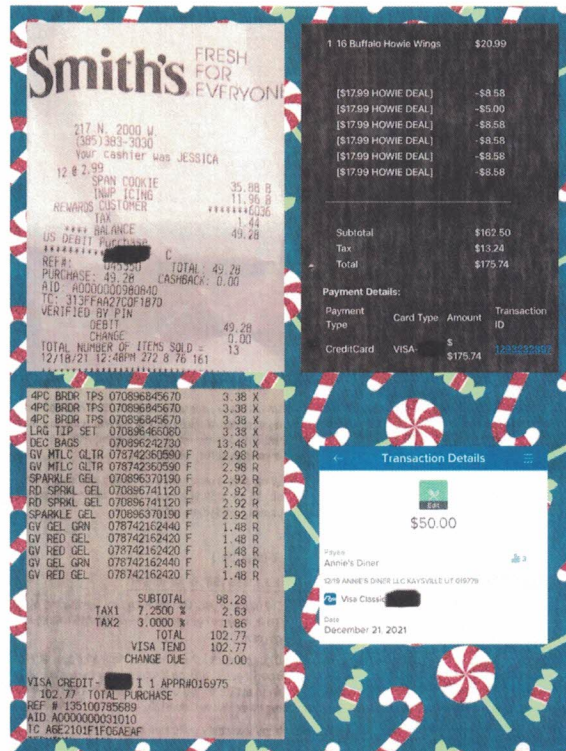 Smith's
FRESH
FOR
EVERYON
217 N. 2000 W.
(385)383-3030
Your cashier was JESSICA
12 @ 2.99
SPAN COOKIE 35.88 B
INWP ICING 11.96 B
REWARDS CUSTOMER *******6036
TAX 1.44
**** BALANCE 49.28
US DEBIT Purchase
************ C
REF#: 045350 TOTAL: 49.28
PURCHASE: 49.28 CASHBACK: 0.00
AID: A0000000980840
TC: 313FFAA27C0F187D
VERIFIED BY PIN
DEBIT 49.28
CHANGE 0.00
TOTAL NUMBER OF ITEMS SOLD = 13
12/18/21 12:48PM 272 8 76 161
1 16 Buffalo Howie Wings $20.99
[$17.99 HOWIE DEAL] -$8.58
[$17.99 HOWIE DEAL] -$5.00
[$17.99 HOWIE DEAL] -$8.58
[$17.99 HOWIE DEAL] -$8.58
[$17.99 HOWIE DEAL] -$8.58
[$17.99 HOWIE DEAL] -$8.58
Subtotal $162.50
Tax $13.24
Total $175.74
Payment Details:
Payment Type Card Type Amount Transaction ID
CreditCard VISA- $ 175.74
4PC BRDR TPS 070896845670 3.38 X
4PC BRDR TPS 070896845670 3.38 X
4PC BRDR TPS 070896845670 3.38 X
LRG TIP SET 070896466080 3.38 X
DEC BAGS 070896242730 13.48 X
GV MTLC GLTR 078742360590 F 2.98 R
GV MTLC GLTR 078742360590 F 2.98 R
SPARKLE GEL 070896370190 F 2.92 R
RD SPRKL GEL 070896741120 F 2.92 R
RD SPRKL GEL 070896741120 F 2.92 R
SPARKLE GEL 070896370190 F 2.92 R
GV GEL GRN 078742162440 F 1.48 R
GV RED GEL 078742162420 F 1.48 R
GV RED GEL 078742162420 F 1.48 R
GV GEL GRN 078742162440 F 1.48 R
GV RED GEL 078742162420 F 1.48 R
SUBTOTAL 98.28
TAX1 7.2500 % 2.63
TAX2 3.0000 % 1.86
TOTAL 102.77
VISA TEND 102.77
CHANGE DUE 0.00
VISA CREDIT- I 1 APPR#016975
102.77 TOTAL PURCHASE
REF # 135100785689
AID A0000000031010
TC A6E2101F1F06AEAF
Transaction Details
Edit
$50.00
Payee
Annie's Diner
3
12/19 ANNIE'S DINER LLC KAYSVILLE UT 019779
Visa Classic
Date
December 21, 2021